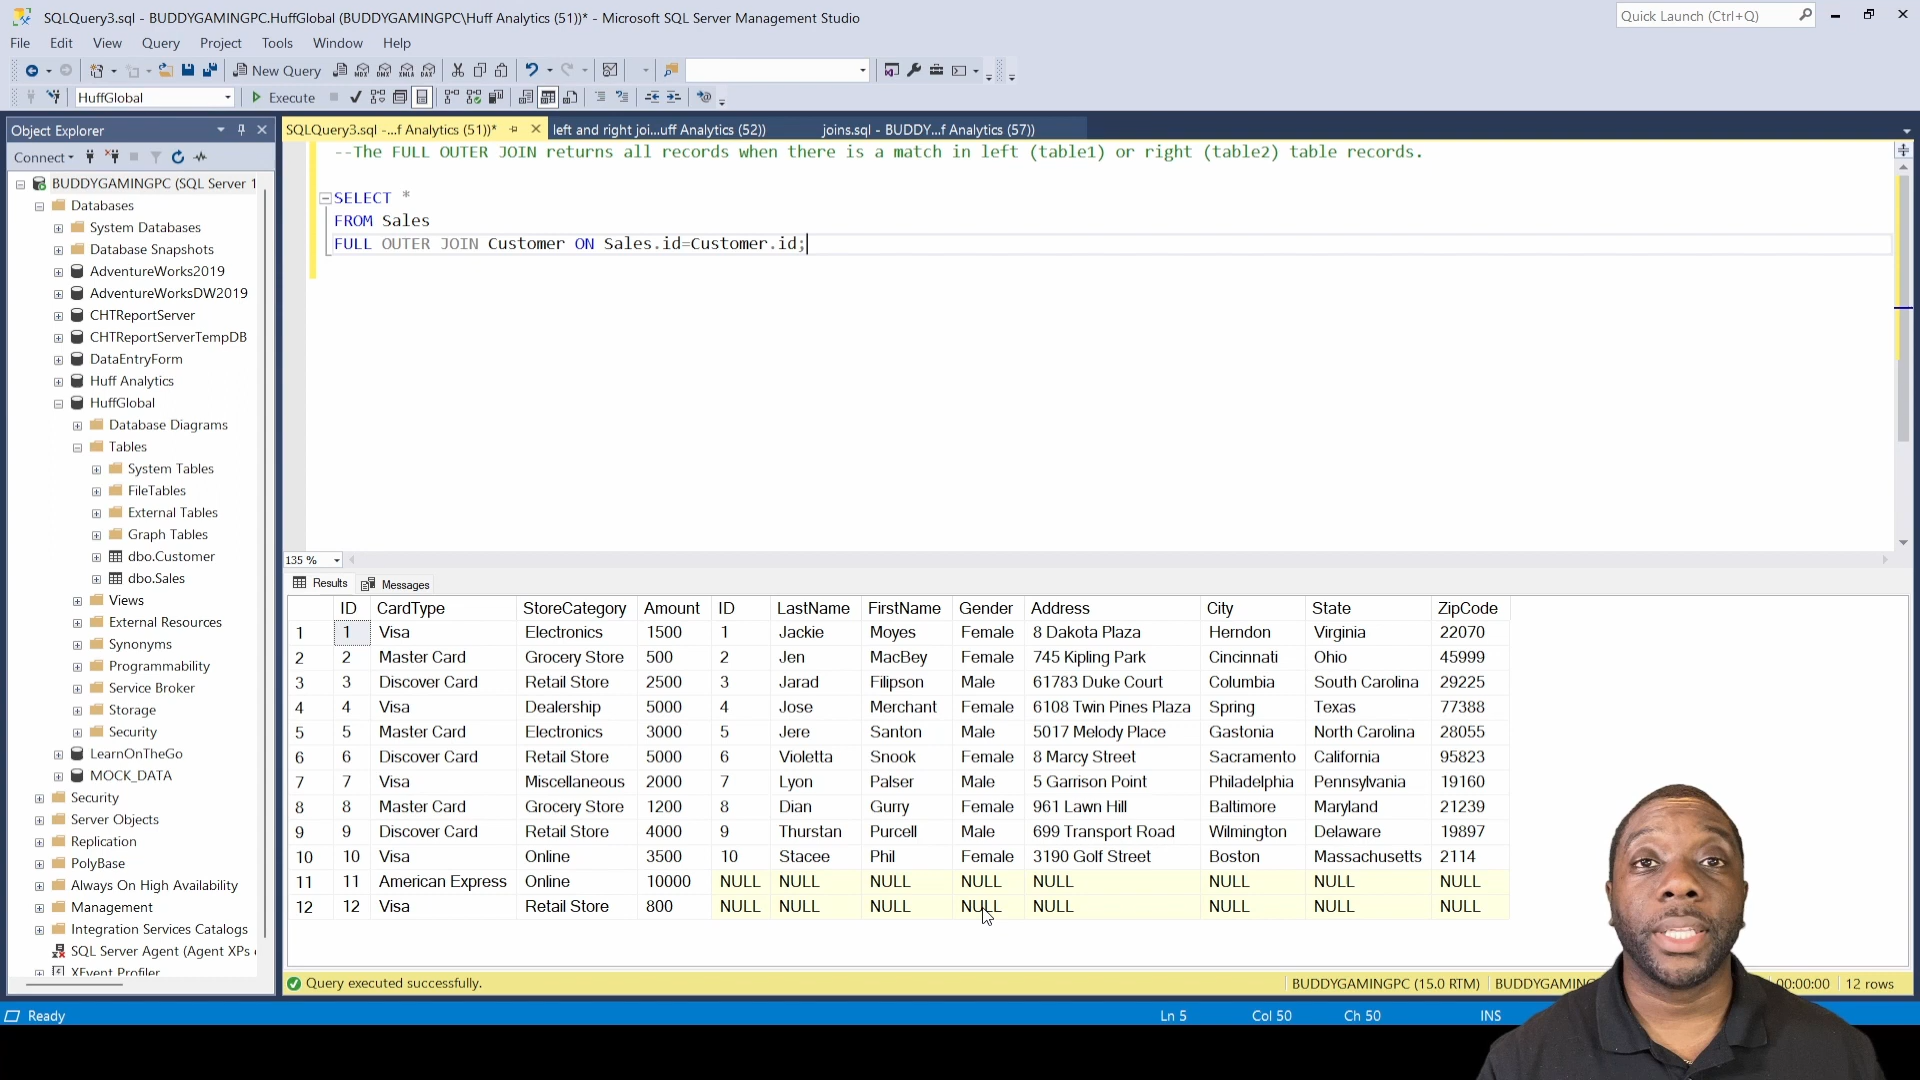 SQLQuery3.sql - BUDDYGAMINGPC.HuffGlobal (BUDDYGAMINGPC\Huff Analytics (51))* - Microsoft SQL Server Management Studio
Quick Launch (Ctrl+Q)
File Edit View Query Project Tools Window Help
New Query MDX DMX XMLA DAX
HuffGlobal Execute
Object Explorer
Connect
BUDDYGAMINGPC (SQL Server 1
Databases
System Databases
Database Snapshots
AdventureWorks2019
AdventureWorksDW2019
CHTReportServer
CHTReportServerTempDB
DataEntryForm
Huff Analytics
HuffGlobal
Database Diagrams
Tables
System Tables
FileTables
External Tables
Graph Tables
dbo.Customer
dbo.Sales
Views
External Resources
Synonyms
Programmability
Service Broker
Storage
Security
LearnOnTheGo
MOCK_DATA
Security
Server Objects
Replication
PolyBase
Always On High Availability
Management
Integration Services Catalogs
SQL Server Agent (Agent XPs
XEvent Profiler
SQLQuery3.sql -...f Analytics (51))* left and right joi...uff Analytics (52)) joins.sql - BUDDY...f Analytics (57))
--The FULL OUTER JOIN returns all records when there is a match in left (table1) or right (table2) table records.
SELECT *
FROM Sales
FULL OUTER JOIN Customer ON Sales.id=Customer.id;
135 %
Results Messages
ID CardType StoreCategory Amount ID LastName FirstName Gender Address City State ZipCode
1 1 Visa Electronics 1500 1 Jackie Moyes Female 8 Dakota Plaza Herndon Virginia 22070
2 2 Master Card Grocery Store 500 2 Jen MacBey Female 745 Kipling Park Cincinnati Ohio 45999
3 3 Discover Card Retail Store 2500 3 Jarad Filipson Male 61783 Duke Court Columbia South Carolina 29225
4 4 Visa Dealership 5000 4 Jose Merchant Female 6108 Twin Pines Plaza Spring Texas 77388
5 5 Master Card Electronics 3000 5 Jere Santon Male 5017 Melody Place Gastonia North Carolina 28055
6 6 Discover Card Retail Store 5000 6 Violetta Snook Female 8 Marcy Street Sacramento California 95823
7 7 Visa Miscellaneous 2000 7 Lyon Palser Male 5 Garrison Point Philadelphia Pennsylvania 19160
8 8 Master Card Grocery Store 1200 8 Dian Gurry Female 961 Lawn Hill Baltimore Maryland 21239
9 9 Discover Card Retail Store 4000 9 Thurstan Purcell Male 699 Transport Road Wilmington Delaware 19897
10 10 Visa Online 3500 10 Stacee Phil Female 3190 Golf Street Boston Massachusetts 2114
11 11 American Express Online 10000 NULL NULL NULL NULL NULL NULL NULL NULL
12 12 Visa Retail Store 800 NULL NULL NULL NULL NULL NULL NULL NULL
Query executed successfully. BUDDYGAMINGPC (15.0 RTM) BUDDYGAMING 00:00:00 12 rows
Ready Ln 5 Col 50 Ch 50 INS